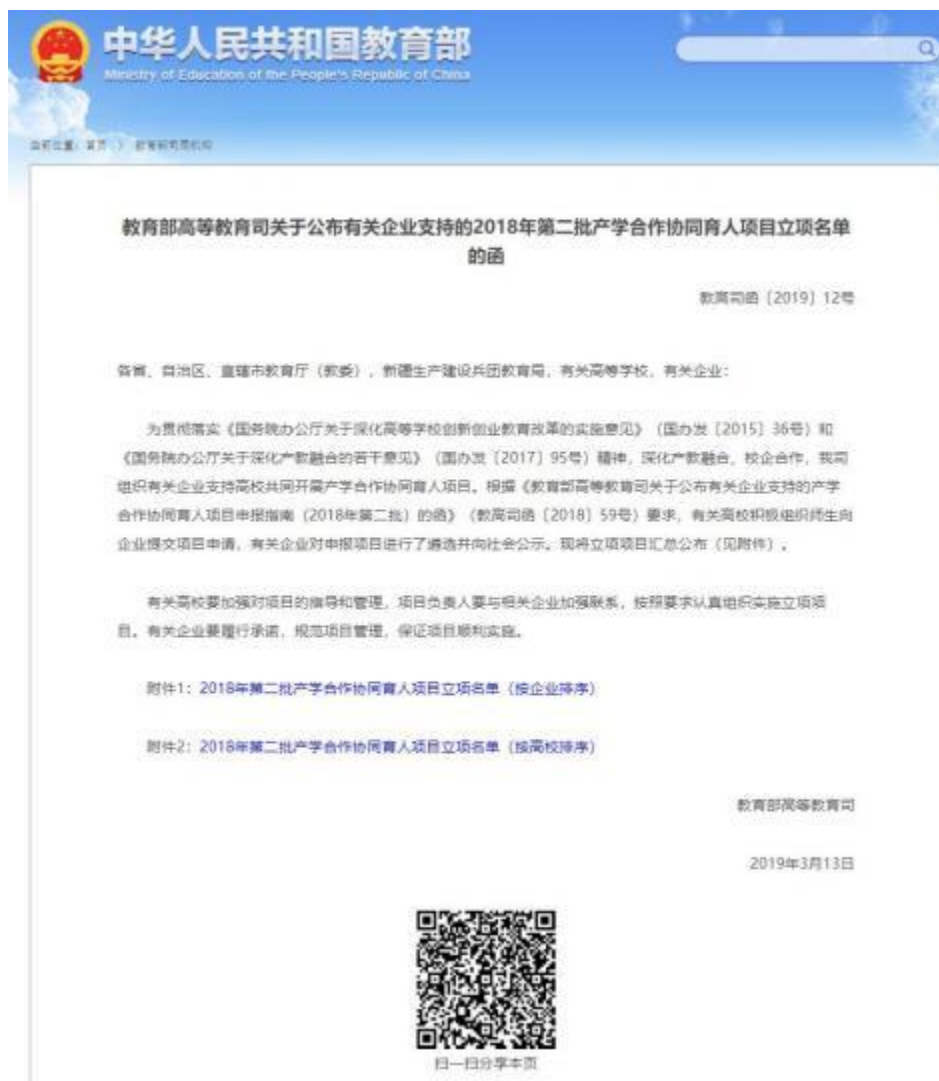 中华人民共和国教育部
Ministry of Education of the People's Republic of China
当前位置：首页 > 教育部司局机构
教育部高等教育司关于公布有关企业支持的2018年第二批产学合作协同育人项目立项名单
的函
教高司函〔2019〕12号
各省、自治区、直辖市教育厅（教委），新疆生产建设兵团教育局，有关高等学校，有关企业：
为贯彻落实《国务院办公厅关于深化高等学校创新创业教育改革的实施意见》（国办发〔2015〕36号）和
《国务院办公厅关于深化产教融合的若干意见》（国办发〔2017〕95号）精神，深化产教融合、校企合作，我司
组织有关企业支持高校共同开展产学合作协同育人项目。根据《教育部高等教育司关于公布有关企业支持的产学
合作协同育人项目申报指南（2018年第二批）的函》（教高司函〔2018〕59号）要求，有关高校积极组织师生向
企业提交项目申请，有关企业对申报项目进行了遴选并向社会公示。现将立项项目汇总公布（见附件）。
有关高校要加强对项目的指导和管理，项目负责人要与相关企业加强联系，按照要求认真组织实施立项项
目。有关企业要履行承诺，规范项目管理，保证项目顺利实施。
附件1：2018年第二批产学合作协同育人项目立项名单（按企业排序）
附件2：2018年第二批产学合作协同育人项目立项名单（按高校排序）
教育部高等教育司
2019年3月13日
扫一扫分享本页